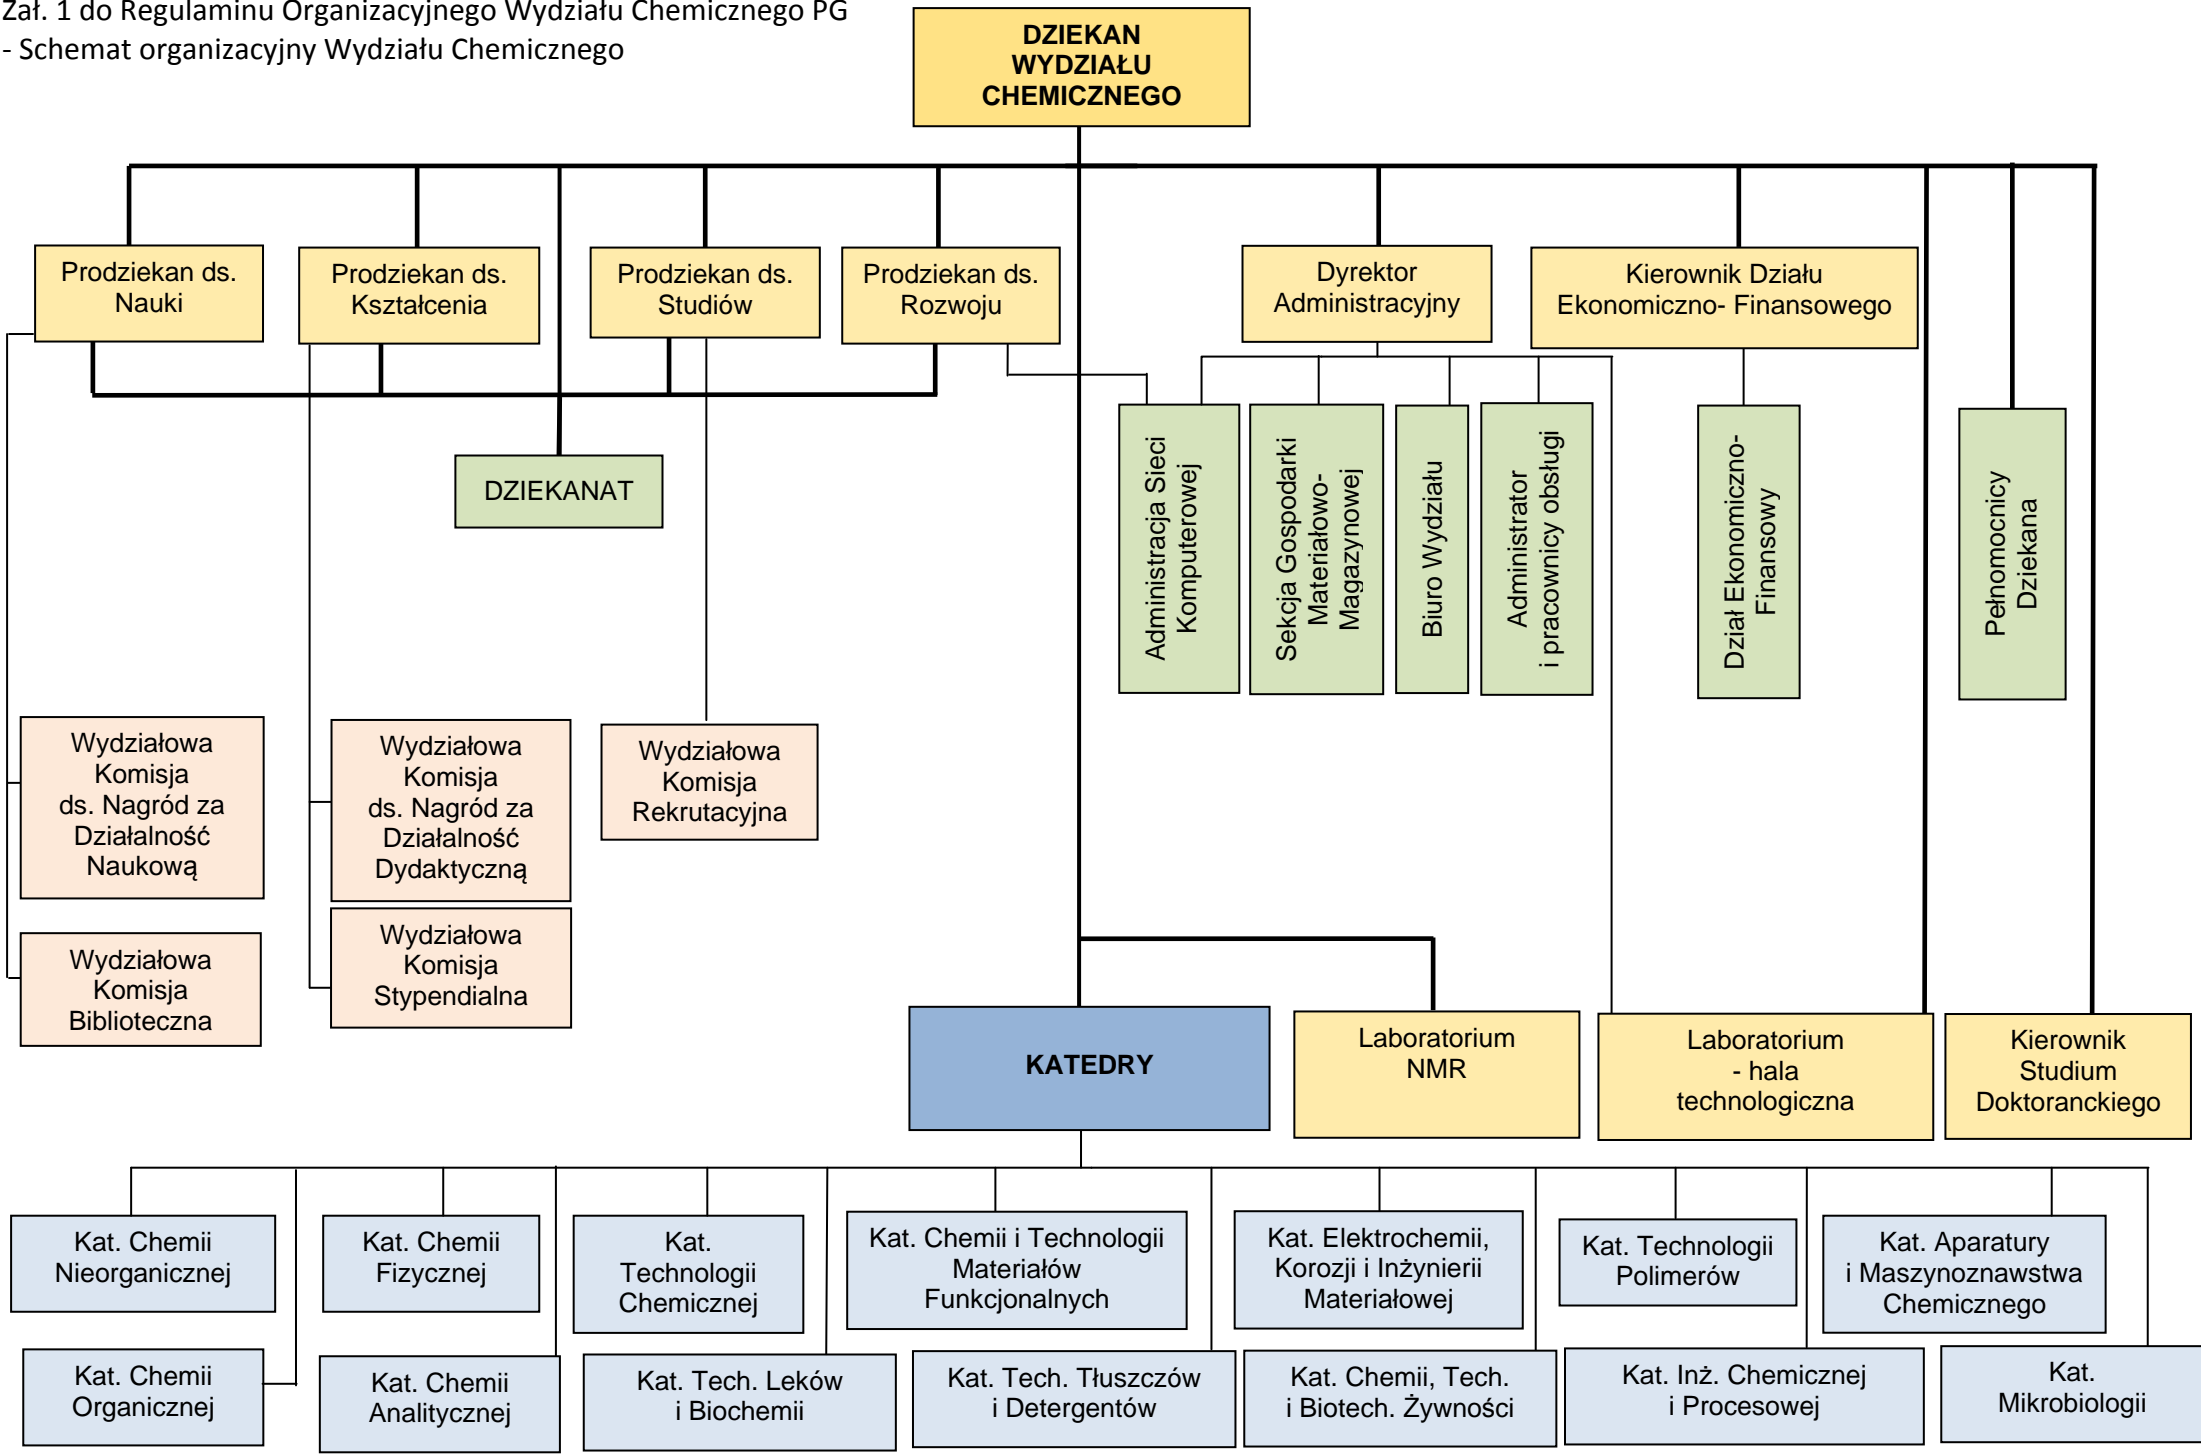 Zał. 1 do Regulaminu Organizacyjnego Wydziału Chemicznego PG
- Schemat organizacyjny Wydziału Chemicznego
DZIEKAN
WYDZIAŁU
CHEMICZNEGO
Prodziekan ds.
Nauki
Prodziekan ds.
Kształcenia
Prodziekan ds.
Studiów
Prodziekan ds.
Rozwoju
Dyrektor
Administracyjny
Kierownik Działu
Ekonomiczno- Finansowego
DZIEKANAT
Administracja Sieci
Komputerowej
Sekcja Gospodarki
Materiałowo-
Magazynowej
Biuro Wydziału
Administrator
i pracownicy obsługi
Dział Ekonomiczno-
Finansowy
Pełnomocnicy
Dziekana
Wydziałowa
Komisja
ds. Nagród za
Działalność
Naukową
Wydziałowa
Komisja
ds. Nagród za
Działalność
Dydaktyczną
Wydziałowa
Komisja
Rekrutacyjna
Wydziałowa
Komisja
Biblioteczna
Wydziałowa
Komisja
Stypendialna
KATEDRY
Laboratorium
NMR
Laboratorium
- hala
technologiczna
Kierownik
Studium
Doktoranckiego
Kat. Chemii
Nieorganicznej
Kat. Chemii
Fizycznej
Kat.
Technologii
Chemicznej
Kat. Chemii i Technologii
Materiałów
Funkcjonalnych
Kat. Elektrochemii,
Korozji i Inżynierii
Materiałowej
Kat. Technologii
Polimerów
Kat. Aparatury
i Maszynoznawstwa
Chemicznego
Kat. Chemii
Organicznej
Kat. Chemii
Analitycznej
Kat. Tech. Leków
i Biochemii
Kat. Tech. Tłuszczów
i Detergentów
Kat. Chemii, Tech.
i Biotech. Żywności
Kat. Inż. Chemicznej
i Procesowej
Kat.
Mikrobiologii